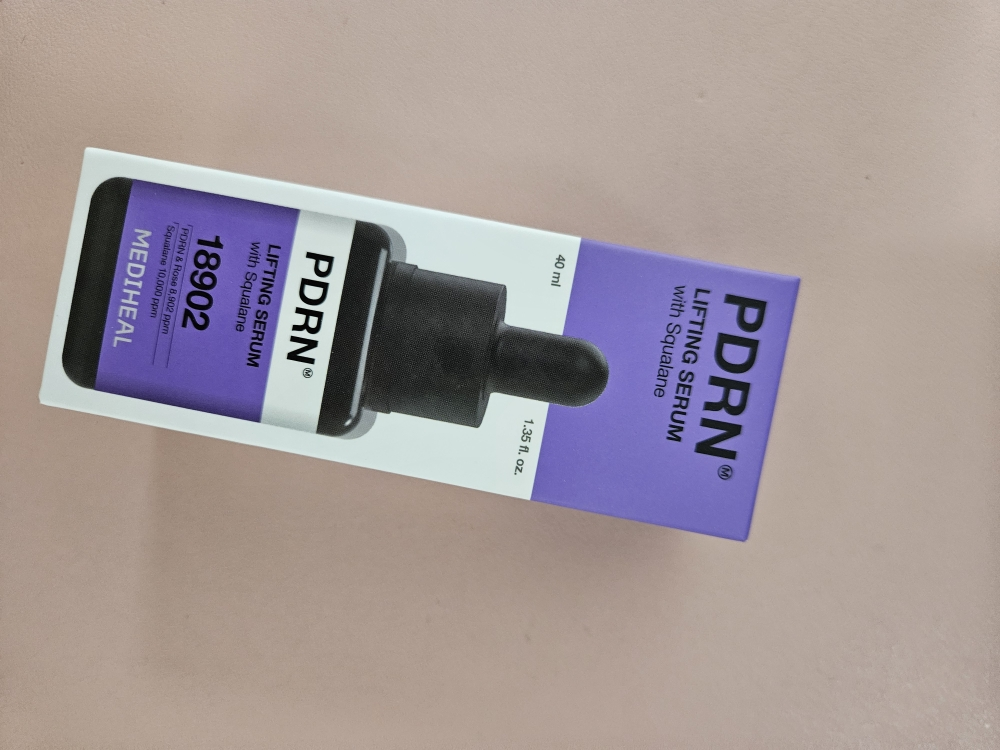 PDRN Ⓜ
LIFTING SERUM
with Squalane
40 ml
1.35 fl. oz.
PDRN Ⓜ
LIFTING SERUM
with Squalane
18902
「PDRN & Rose 8,902 ppm
Squalane 10,000 ppm
MEDIHEAL